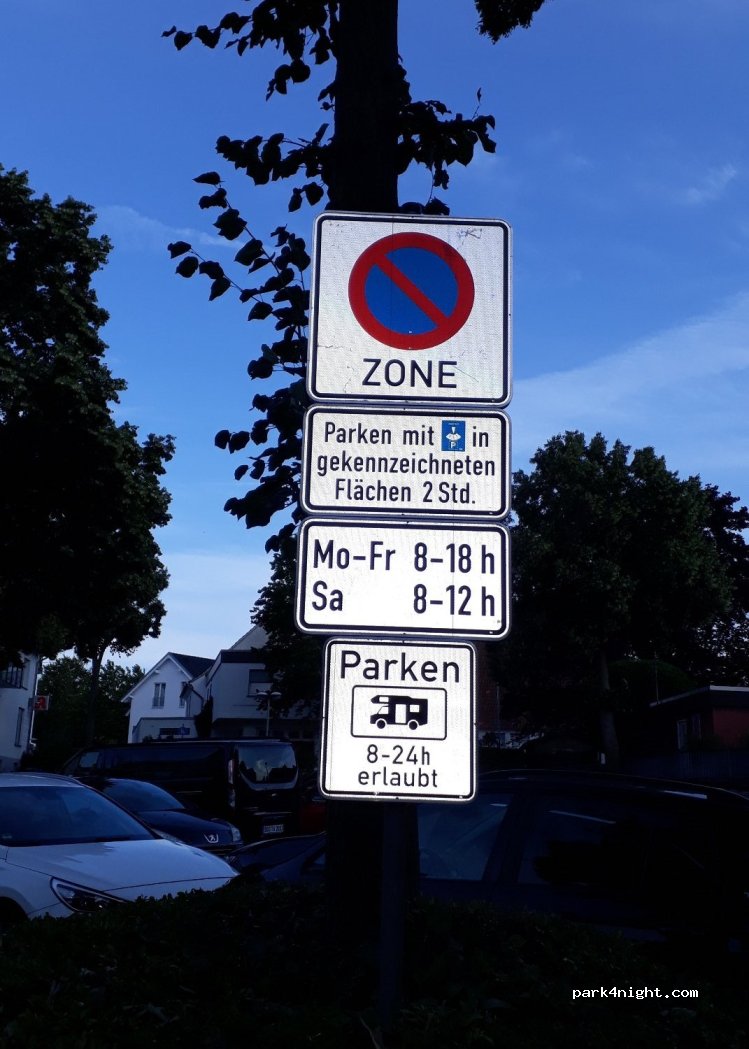 ZONE
Parken mit P in
gekennzeichneten
Flächen 2 Std.
Mo-Fr 8-18 h
Sa 8-12 h
Parken
8-24h
erlaubt
park4night.com